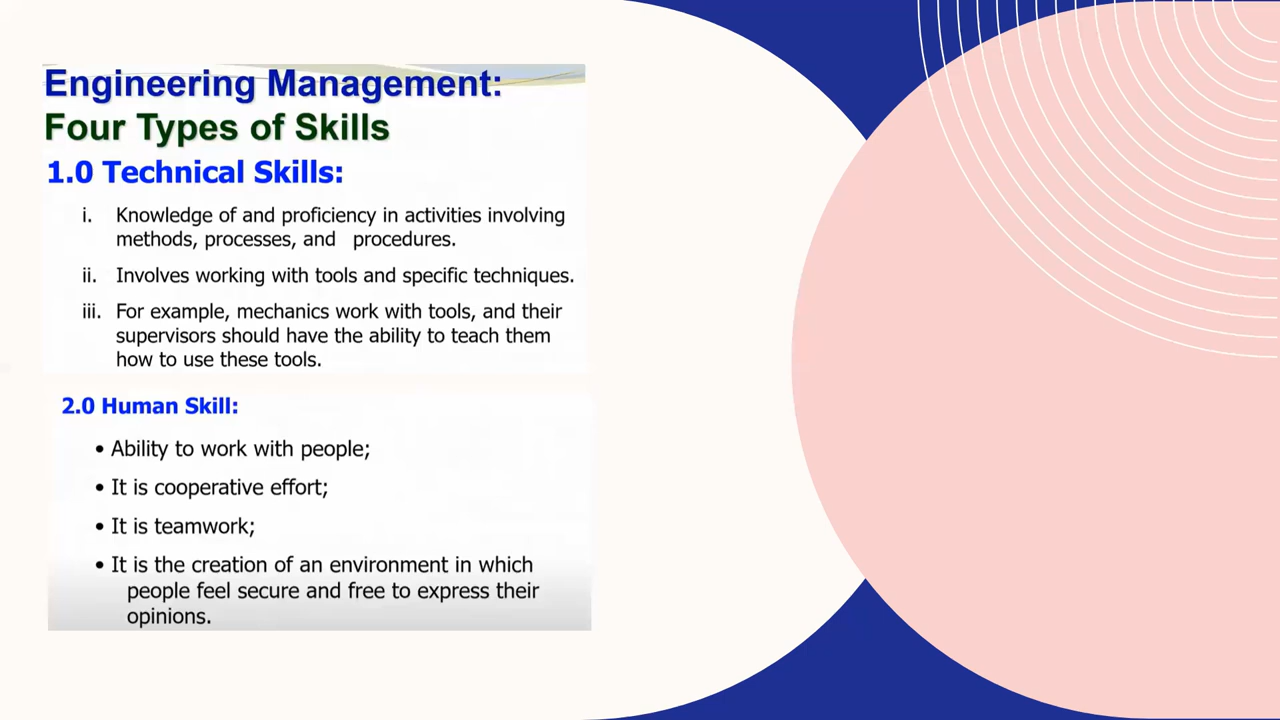 Engineering Management:
Four Types of Skills
1.0 Technical Skills:
i. Knowledge of and proficiency in activities involving
methods, processes, and procedures.
ii. Involves working with tools and specific techniques.
iii. For example, mechanics work with tools, and their
supervisors should have the ability to teach them
how to use these tools.
2.0 Human Skill:
• Ability to work with people;
• It is cooperative effort;
• It is teamwork;
• It is the creation of an environment in which
people feel secure and free to express their
opinions.